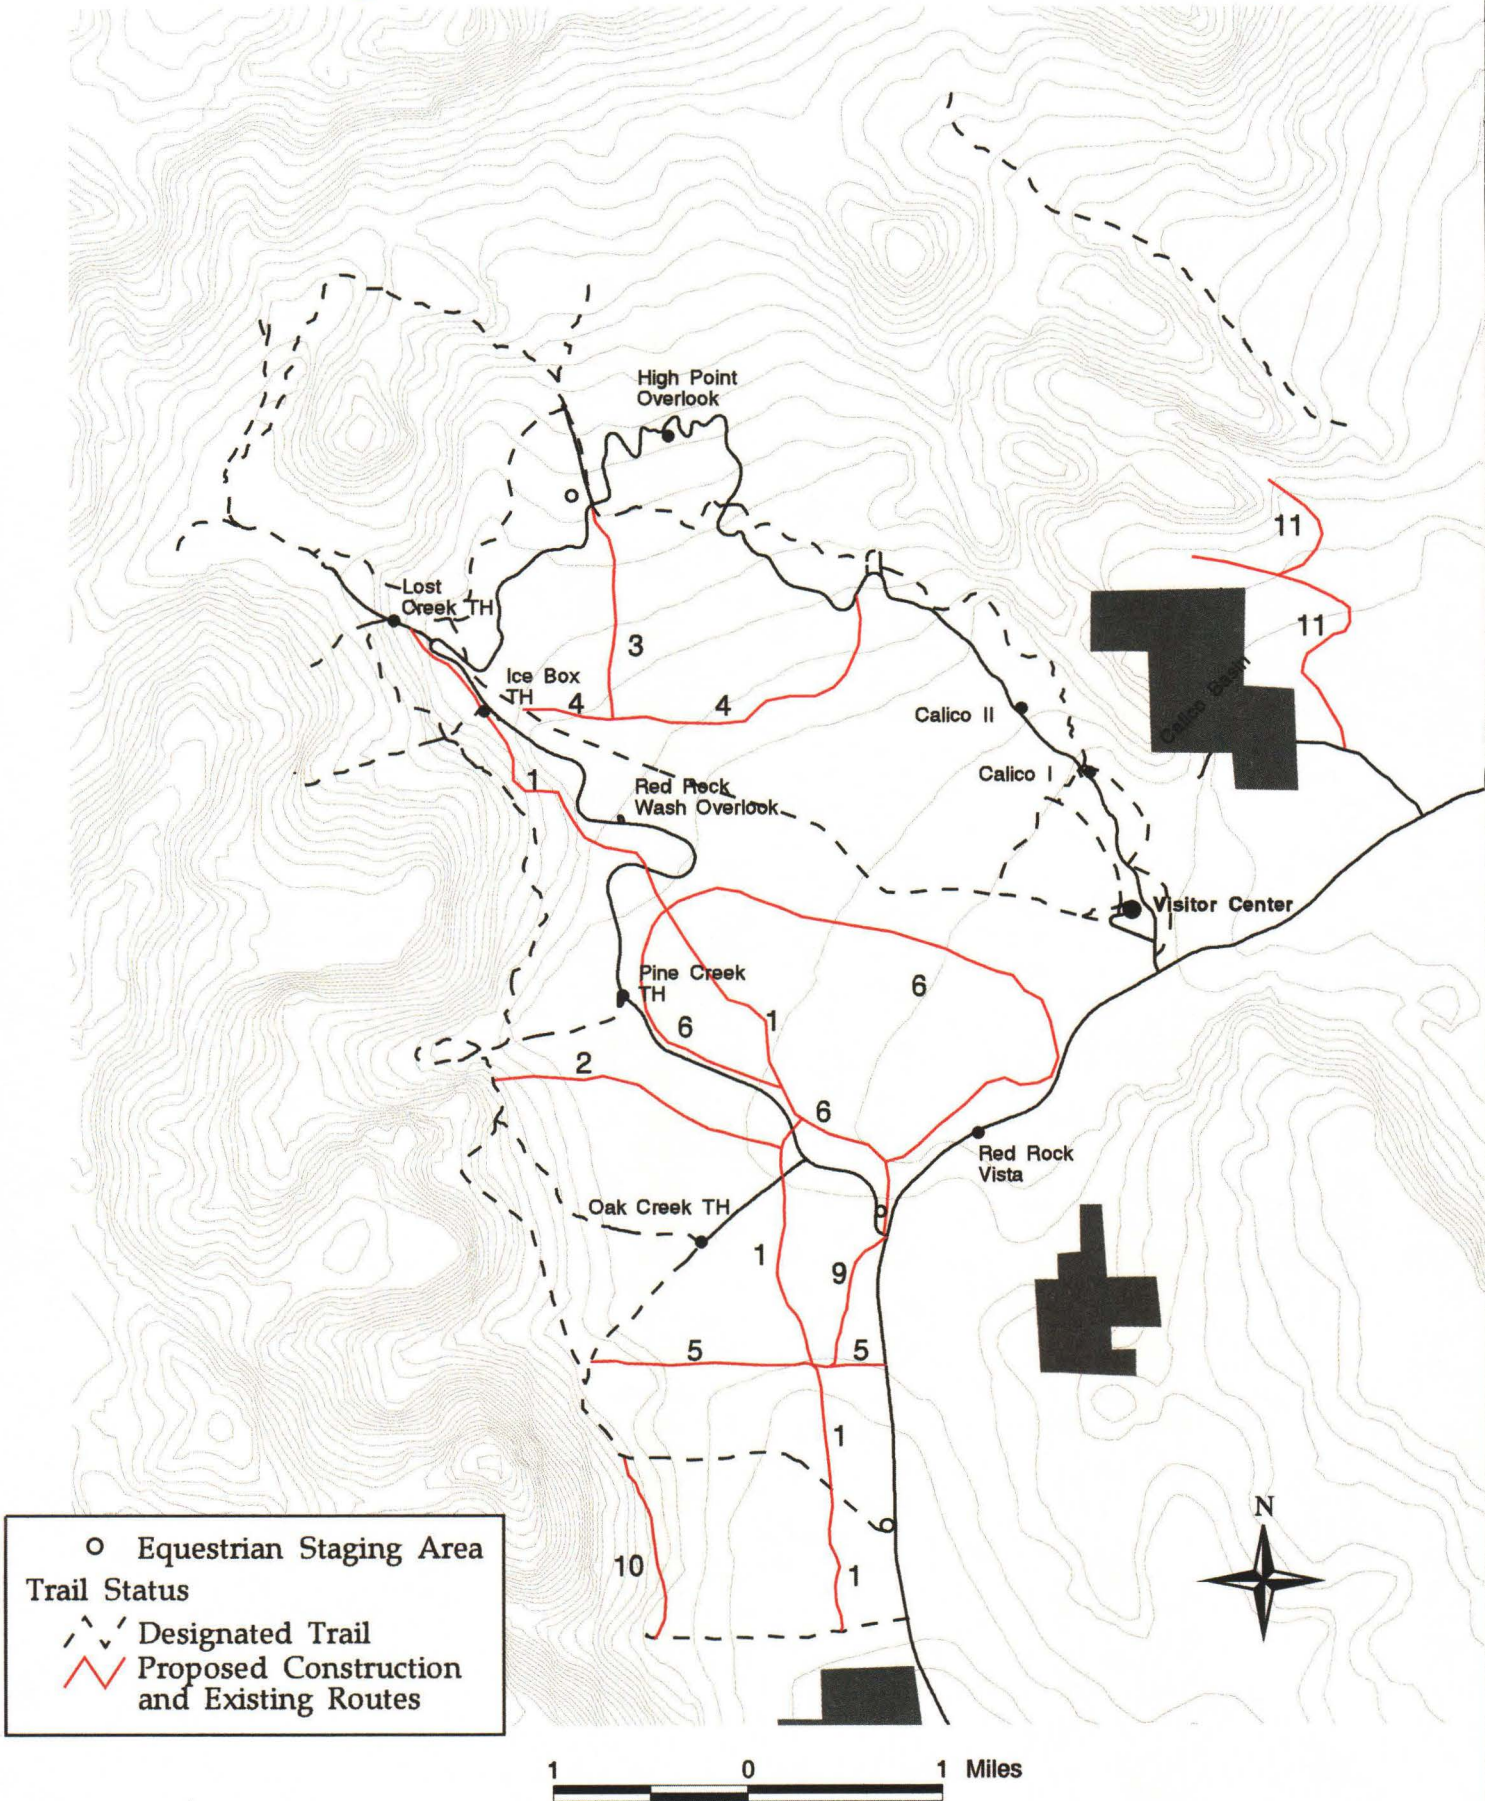 High Point
Overlook
11
11
Lost
Creek TH
3
Ice Box
TH
4
4
Calico Basin
Calico II
Calico I
1
Red Rock
Wash Overlook
Visitor Center
Pine Creek
TH
6
6
1
2
6
Red Rock
Vista
Oak Creek TH
1
9
5
5
1
10
1
N
Equestrian Staging Area
Trail Status
Designated Trail
Proposed Construction
and Existing Routes
1 0 1 Miles